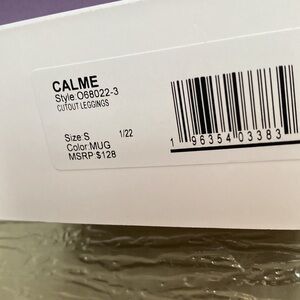 CALME
Style:O68022-3
CUTOUT LEGGINGS
Size:S 1/22
Color:MUG
MSRP:$128
1 96354 03383